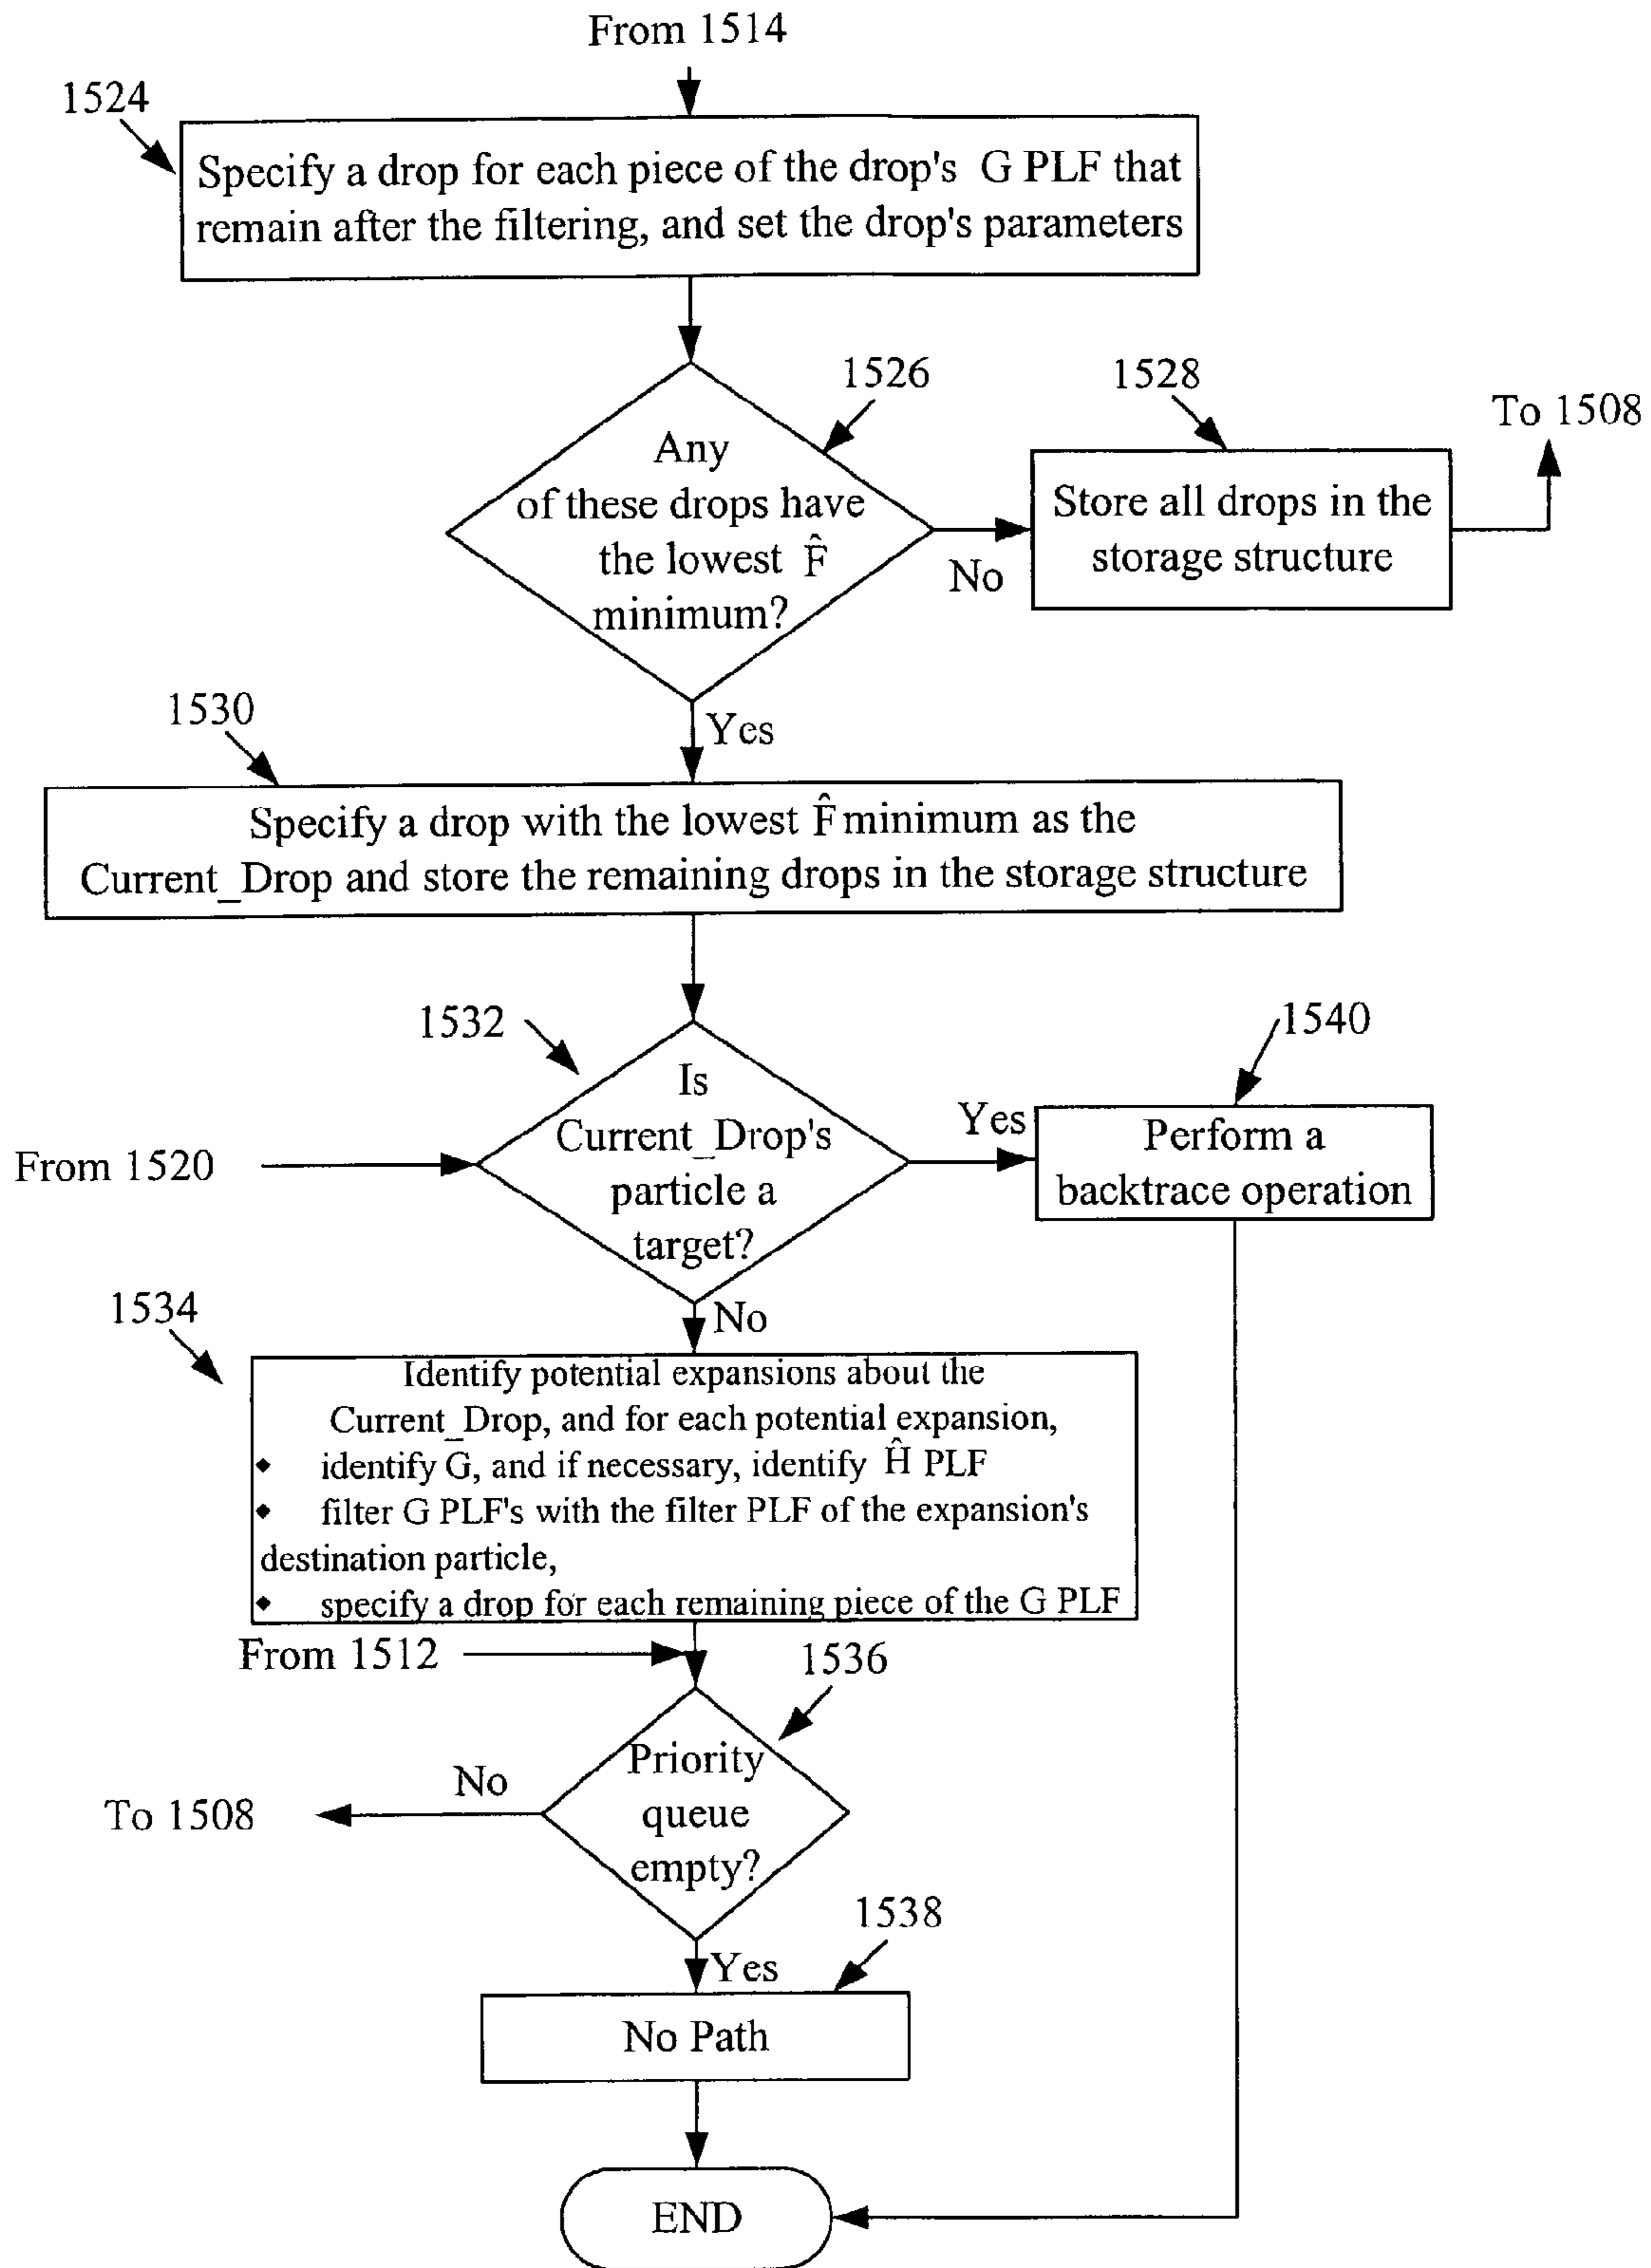 From 1514
1524
Specify a drop for each piece of the drop's G PLF that
remain after the filtering, and set the drop's parameters
1526
1528
To 1508
Any
of these drops have
the lowest F̂
minimum?
No
Store all drops in the
storage structure
Yes
1530
Specify a drop with the lowest F̂ minimum as the
Current_Drop and store the remaining drops in the storage structure
1532
1540
Is
Current_Drop's
particle a
target?
Yes
Perform a
backtrace operation
From 1520
No
1534
Identify potential expansions about the
Current_Drop, and for each potential expansion,
◆ identify G, and if necessary, identify Ĥ PLF
◆ filter G PLF's with the filter PLF of the expansion's
destination particle,
◆ specify a drop for each remaining piece of the G PLF
From 1512
1536
Priority
queue
empty?
No
To 1508
1538
Yes
No Path
END